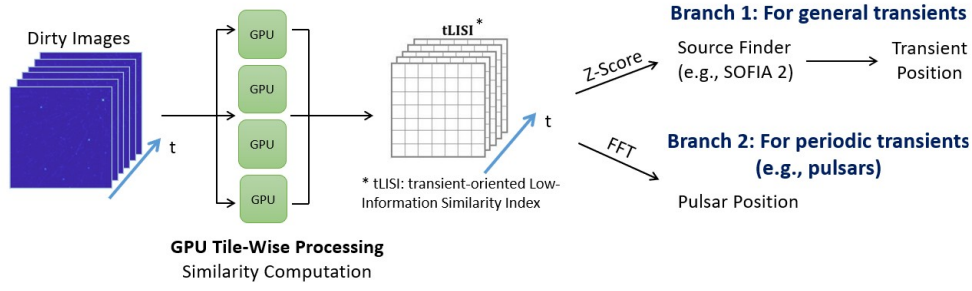 Dirty Images
t
GPU
GPU
GPU
GPU
GPU Tile-Wise Processing
Similarity Computation
tLISI*
t
* tLISI: transient-oriented Low-
Information Similarity Index
Z-Score
FFT
Branch 1: For general transients
Source Finder
(e.g., SOFIA 2)
Transient
Position
Branch 2: For periodic transients
(e.g., pulsars)
Pulsar Position